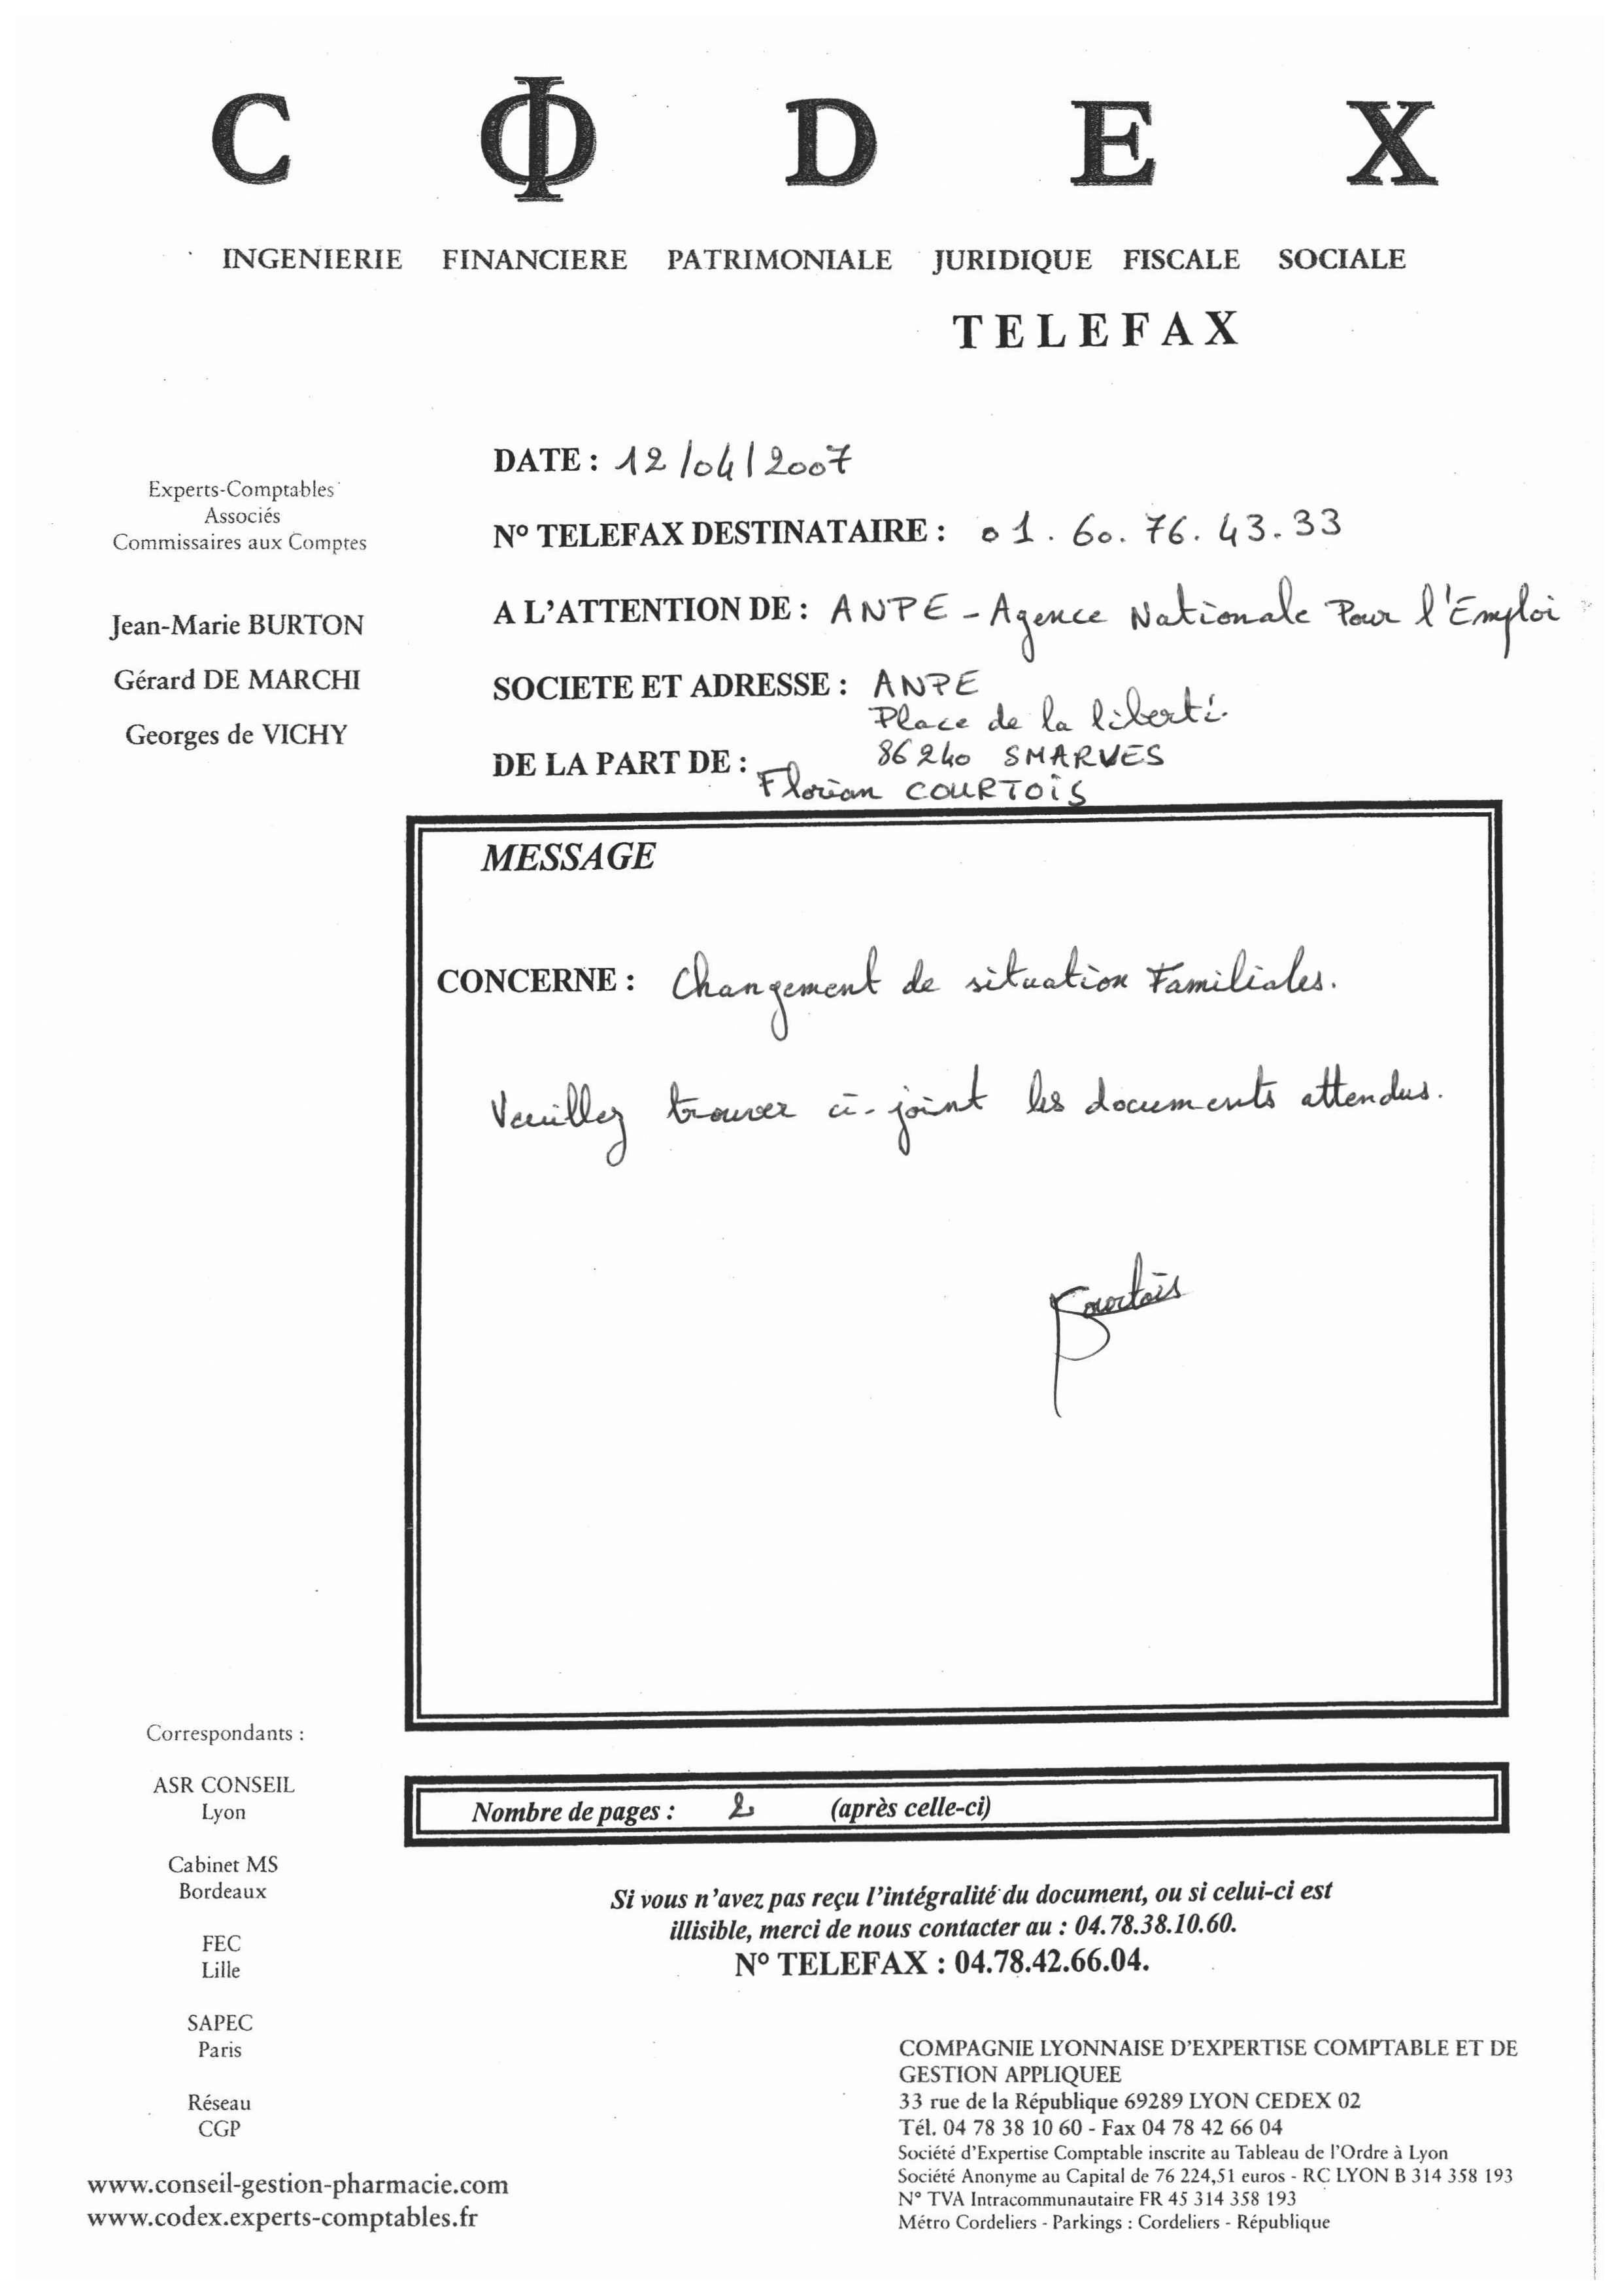 CΦDEX
INGENIERIE FINANCIERE PATRIMONIALE JURIDIQUE FISCALE SOCIALE
TELEFAX
Experts-Comptables
Associés
Commissaires aux Comptes
Jean-Marie BURTON
Gérard DE MARCHI
Georges de VICHY
DATE : 12/04/2007
N° TELEFAX DESTINATAIRE : 01.60.76.43.33
A L'ATTENTION DE : ANPE - Agence Nationale Pour l'Emploi
SOCIETE ET ADRESSE : ANPE
Place de la liberté.
86240 SMARVES
DE LA PART DE : Florian COURTOIS
MESSAGE
CONCERNE : Changement de situation Familiales.
Veuillez trouver ci-joint les documents attendus.
Courtois
Nombre de pages : 2 (après celle-ci)
Si vous n'avez pas reçu l'intégralité du document, ou si celui-ci est
illisible, merci de nous contacter au : 04.78.38.10.60.
N° TELEFAX : 04.78.42.66.04.
Correspondants :
ASR CONSEIL
Lyon
Cabinet MS
Bordeaux
FEC
Lille
SAPEC
Paris
Réseau
CGP
www.conseil-gestion-pharmacie.com
www.codex.experts-comptables.fr
COMPAGNIE LYONNAISE D'EXPERTISE COMPTABLE ET DE
GESTION APPLIQUEE
33 rue de la République 69289 LYON CEDEX 02
Tél. 04 78 38 10 60 - Fax 04 78 42 66 04
Société d'Expertise Comptable inscrite au Tableau de l'Ordre à Lyon
Société Anonyme au Capital de 76 224,51 euros - RC LYON B 314 358 193
N° TVA Intracommunautaire FR 45 314 358 193
Métro Cordeliers - Parkings : Cordeliers - République